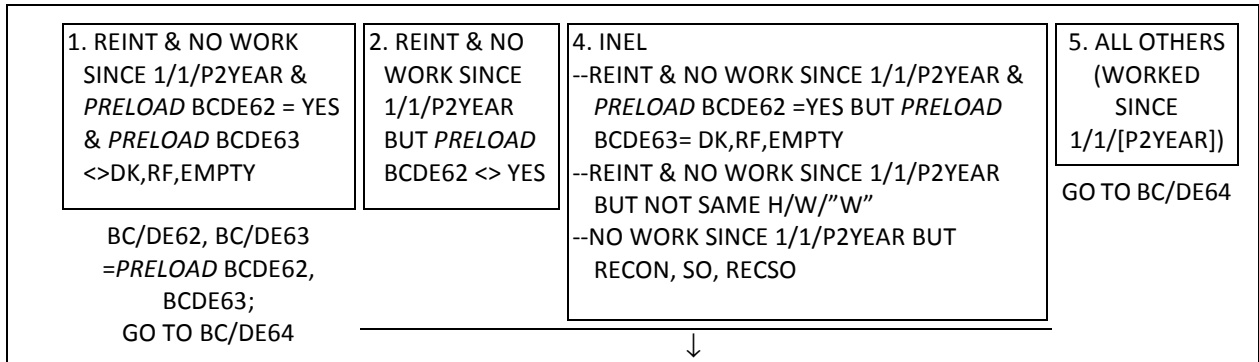 1. REINT & NO WORK
SINCE 1/1/P2YEAR &
PRELOAD BCDE62 = YES
& PRELOAD BCDE63
<>DK,RF,EMPTY
BC/DE62, BC/DE63
=PRELOAD BCDE62,
BCDE63;
GO TO BC/DE64
2. REINT & NO
WORK SINCE
1/1/P2YEAR
BUT PRELOAD
BCDE62 <> YES
4. INEL
--REINT & NO WORK SINCE 1/1/P2YEAR &
PRELOAD BCDE62 =YES BUT PRELOAD
BCDE63= DK,RF,EMPTY
--REINT & NO WORK SINCE 1/1/P2YEAR
BUT NOT SAME H/W/”W"
--NO WORK SINCE 1/1/P2YEAR BUT
RECON, SO, RECSO
5. ALL OTHERS
(WORKED
SINCE
1/1/[P2YEAR])
GO TO BC/DE64
↓